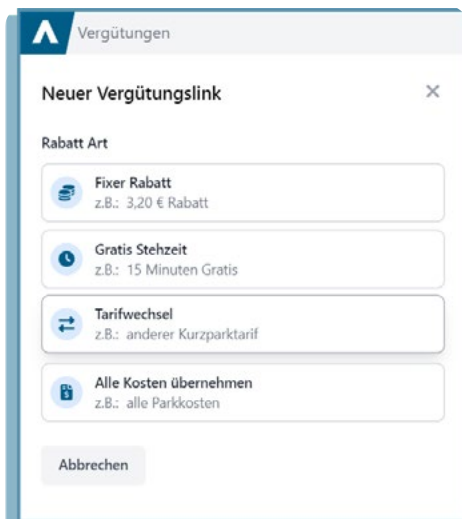 Vergütungen
Neuer Vergütungslink
Rabatt Art
Fixer Rabatt
z.B.: 3,20 € Rabatt
Gratis Stehzeit
z.B.: 15 Minuten Gratis
Tarifwechsel
z.B.: anderer Kurzparktarif
Alle Kosten übernehmen
z.B.: alle Parkkosten
Abbrechen